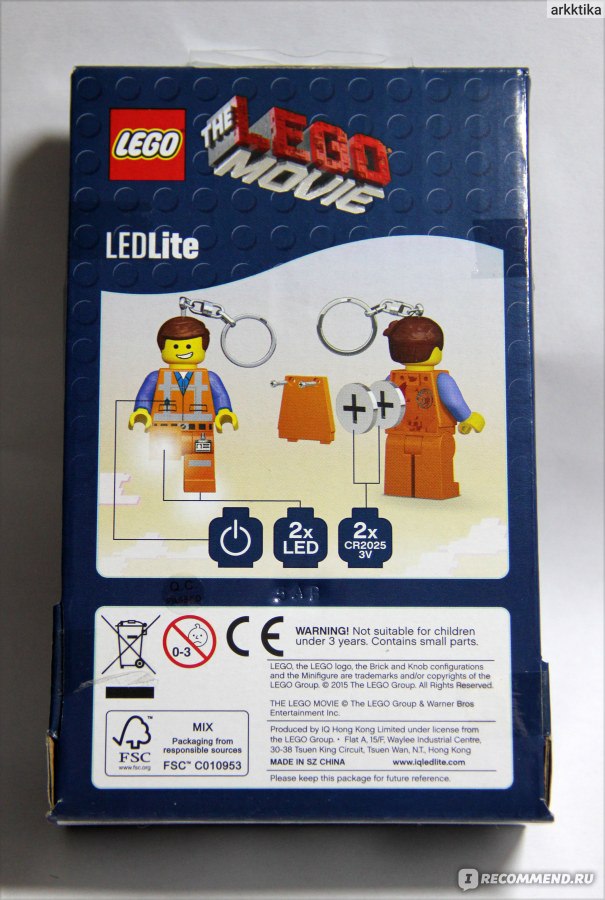 arkktika
LEGO
THE
LEGO
MOVIE
LEDLite
2x
LED
2x
CR2025
3V
Q.C.
0-3
CE
WARNING! Not suitable for children
under 3 years. Contains small parts.
LEGO, the LEGO logo, the Brick and Knob configurations
and the Minifigure are trademarks and/or copyrights of the
LEGO Group. © 2015 The LEGO Group. All Rights Reserved.
THE LEGO MOVIE © The LEGO Group & Warner Bros
Entertainment Inc.
Produced by IQ Hong Kong Limited under license from
the LEGO Group. • Flat A, 15/F, Waylee Industrial Centre,
30-38 Tsuen King Circuit, Tsuen Wan, N.T., Hong Kong
MADE IN SZ CHINA www.iqledlite.com
Please keep this package for future reference.
FSC
www.fsc.org
MIX
Packaging from
responsible sources
FSC™ C010953
IRECOMMEND.RU